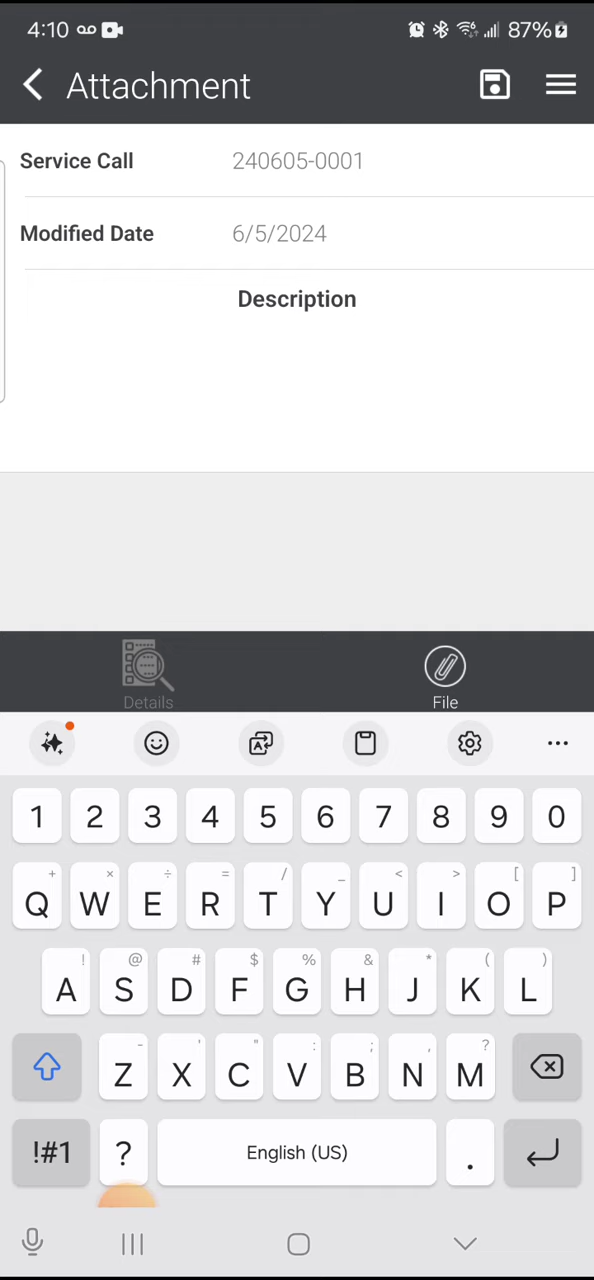 4:10 87%
Attachment
Service Call 240605-0001
Modified Date 6/5/2024
Description
Details File
1 2 3 4 5 6 7 8 9 0
+ × ÷ = / _ < > [ ]
Q W E R T Y U I O P
! @ # $ % & * ( )
A S D F G H J K L
- ' " : ; , ?
Z X C V B N M
!#1 ? English (US) .